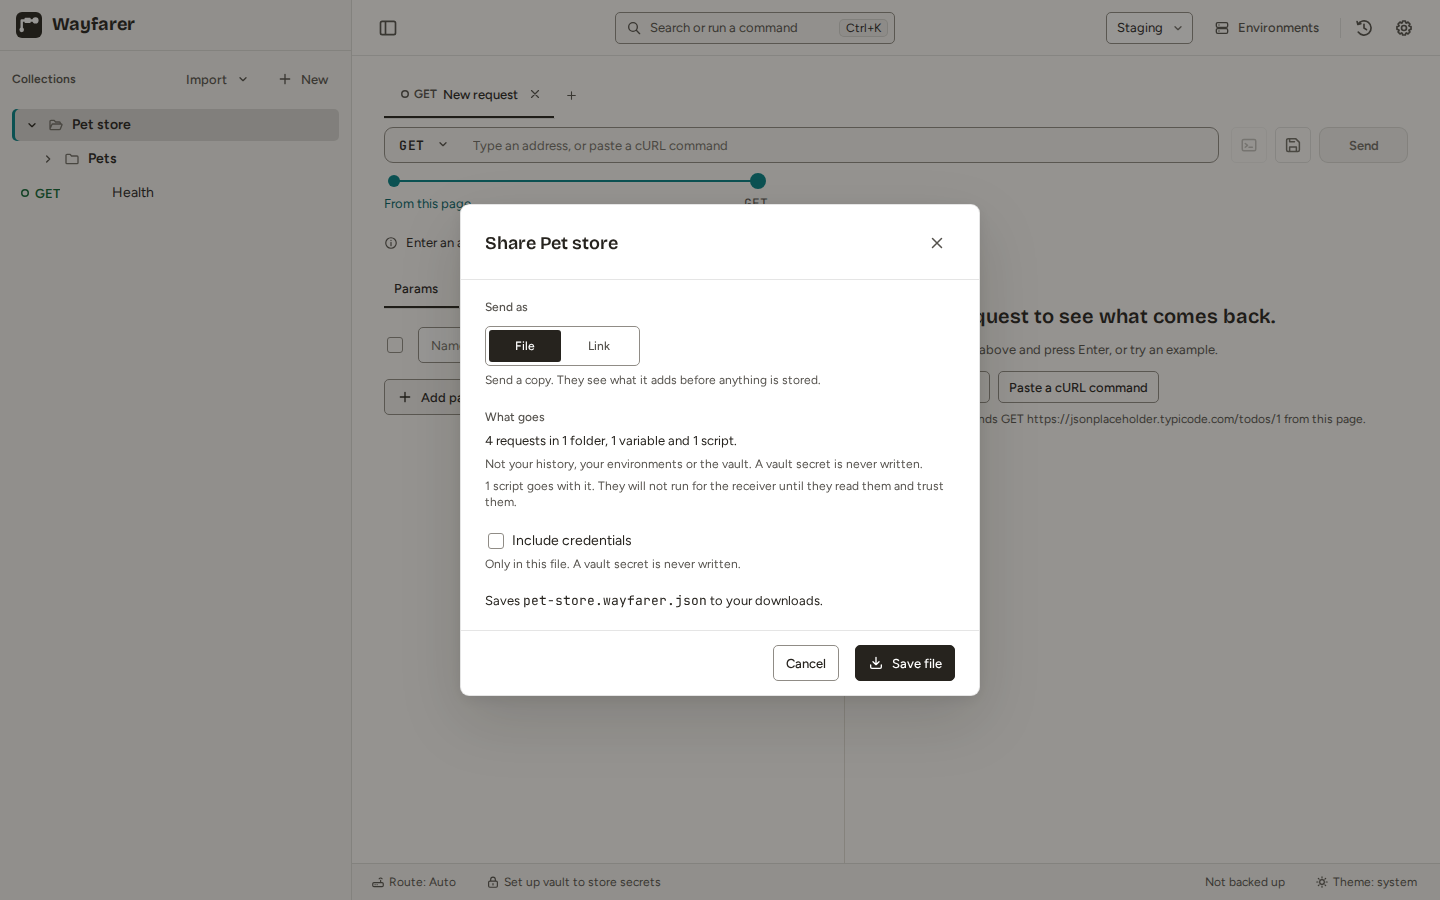 Wayfarer
Search or run a command
Ctrl+K
Staging
Environments
Collections
Import
New
GET New request
Pet store
GET
Type an address, or paste a cURL command
Send
Pets
GET
Health
From this page
GET
Enter an a
Share Pet store
Params
Send as
quest to see what comes back.
File
Link
Name
above and press Enter, or try an example.
Send a copy. They see what it adds before anything is stored.
Paste a cURL command
Add pa
What goes
nds GET https://jsonplaceholder.typicode.com/todos/1 from this page.
4 requests in 1 folder, 1 variable and 1 script.
Not your history, your environments or the vault. A vault secret is never written.
1 script goes with it. They will not run for the receiver until they read them and trust
them.
Include credentials
Only in this file. A vault secret is never written.
Saves pet-store.wayfarer.json to your downloads.
Cancel
Save file
Route: Auto
Set up vault to store secrets
Not backed up
Theme: system